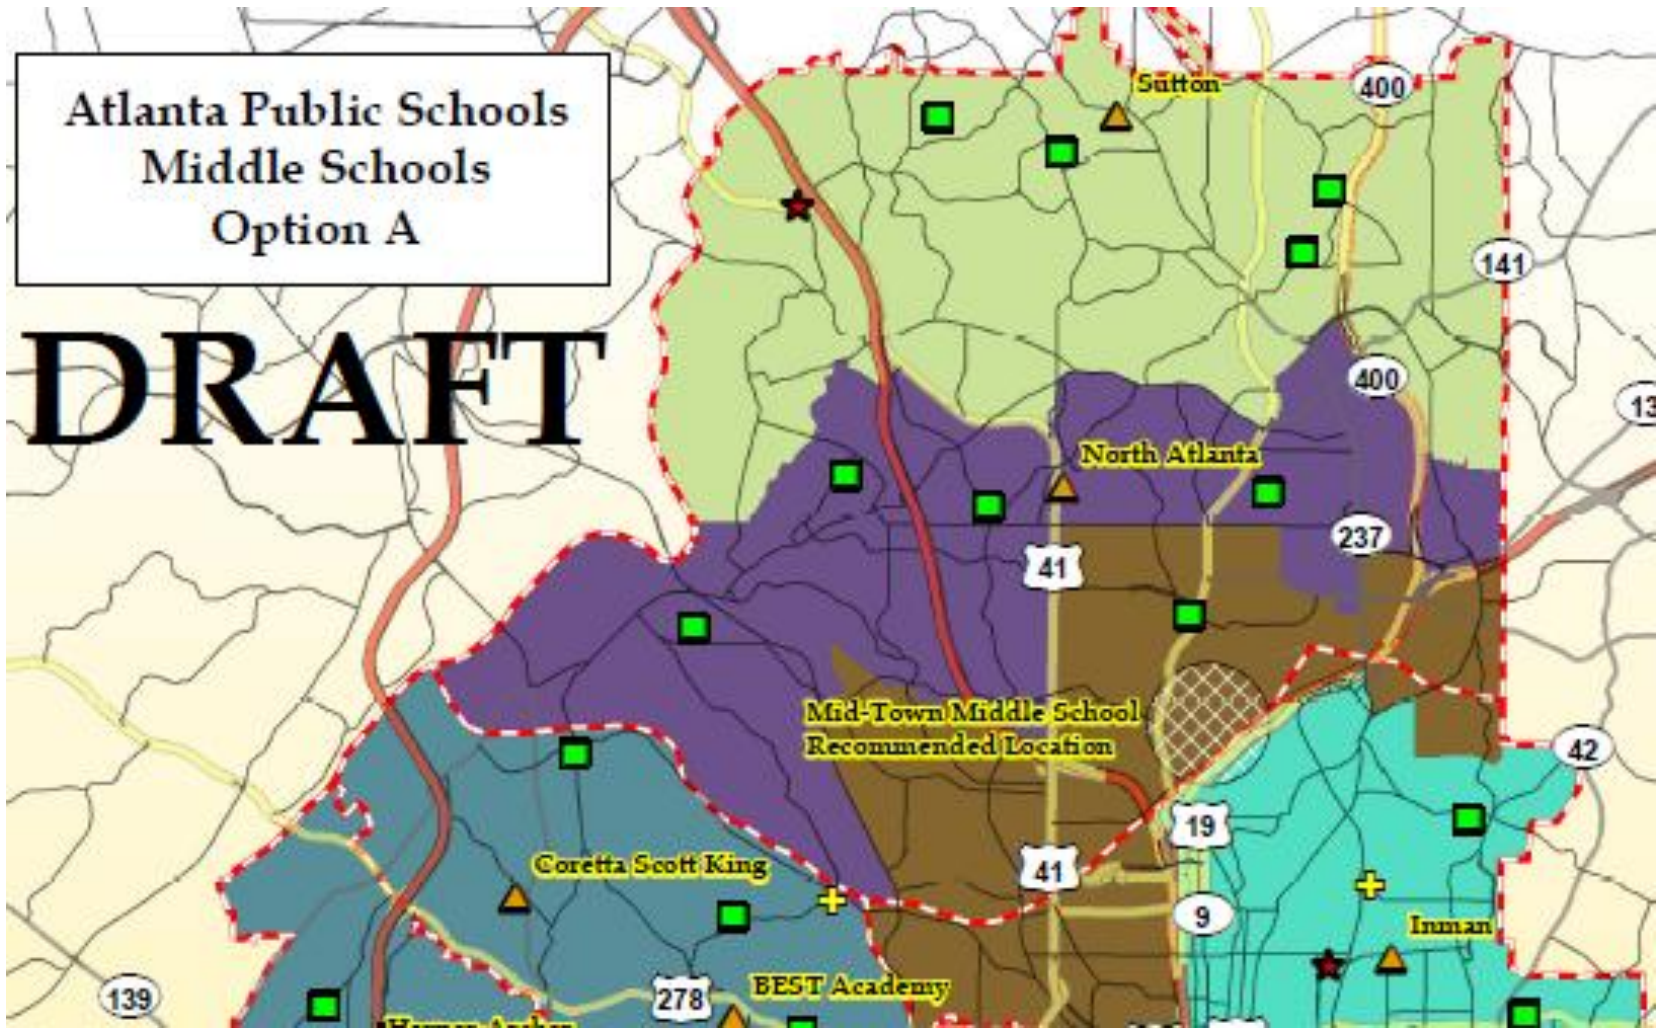 Atlanta Public Schools
Middle Schools
Option A
DRAFT
Sutton
400
141
400
13
North Atlanta
237
41
Mid-Town Middle School
Recommended Location
42
19
41
Coretta Scott King
9
Inman
BEST Academy
278
139